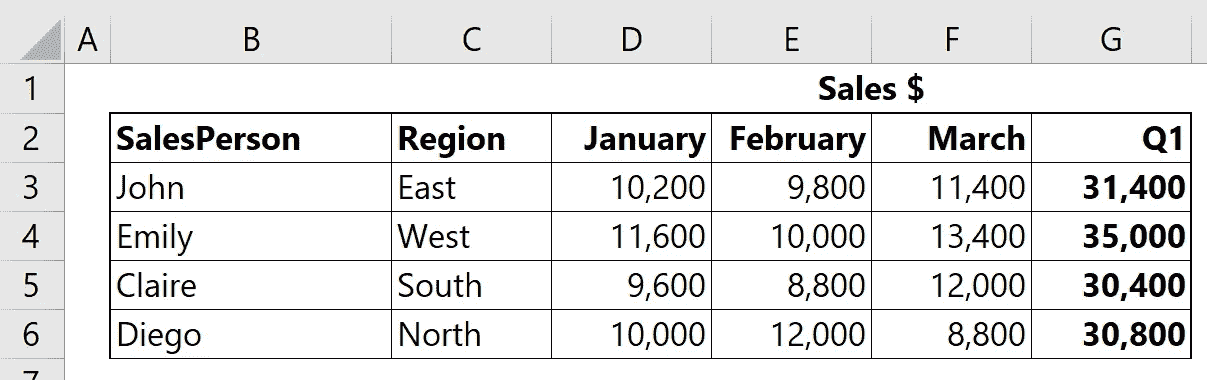 A B C D E F G
1 Sales $
2 SalesPerson Region January February March Q1
3 John East 10,200 9,800 11,400 31,400
4 Emily West 11,600 10,000 13,400 35,000
5 Claire South 9,600 8,800 12,000 30,400
6 Diego North 10,000 12,000 8,800 30,800
7